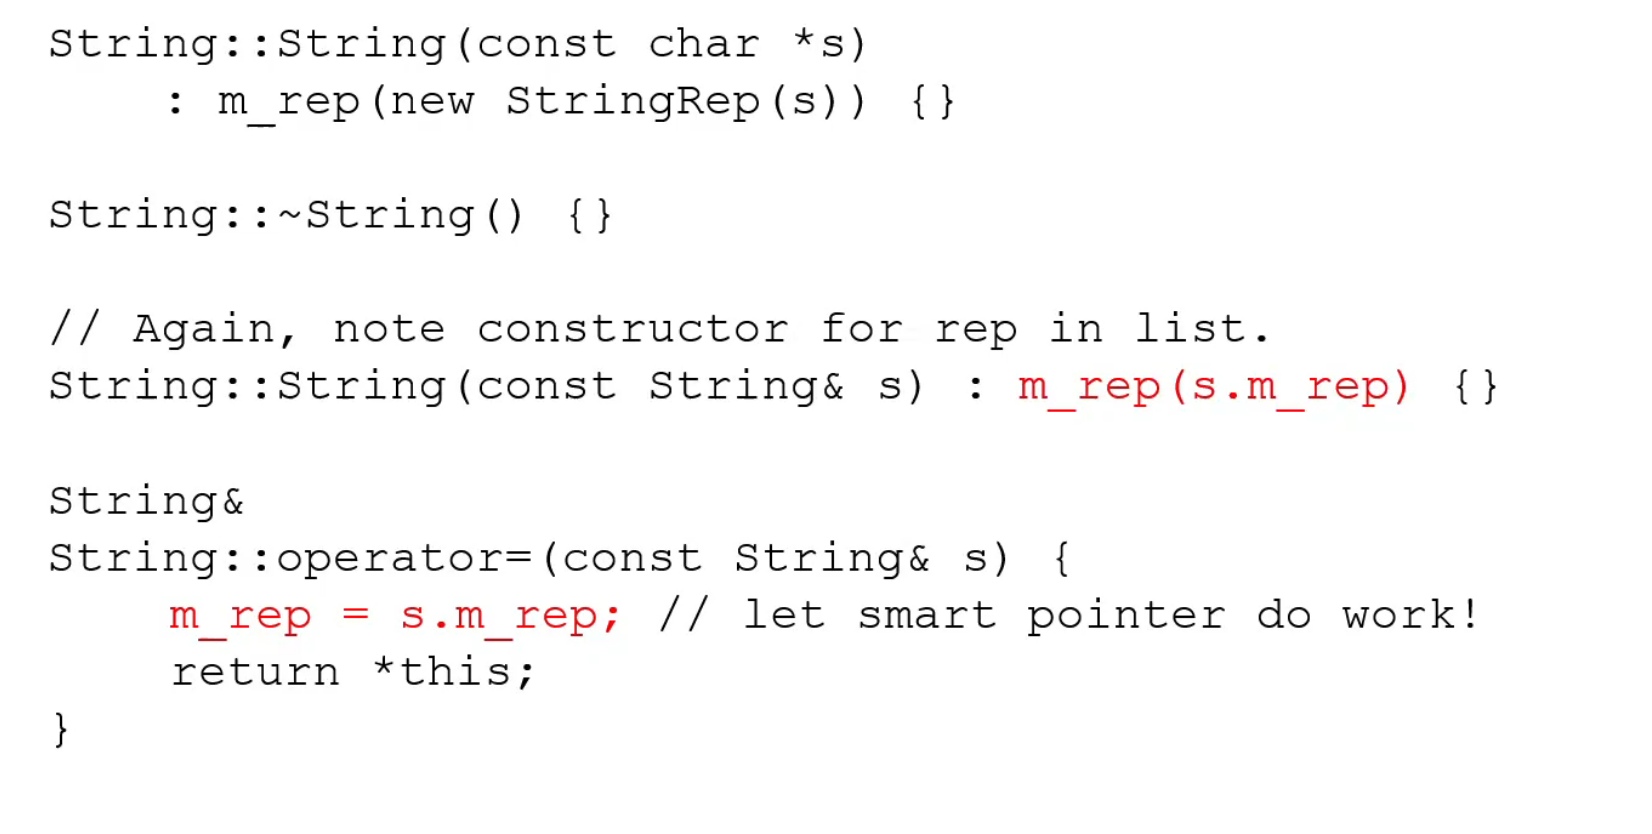 String::String(const char *s)
    : m_rep(new StringRep(s)) {}
String::~String() {}
// Again, note constructor for rep in list.
String::String(const String& s) : m_rep(s.m_rep) {}
String&
String::operator=(const String& s) {
    m_rep = s.m_rep; // let smart pointer do work!
    return *this;
}